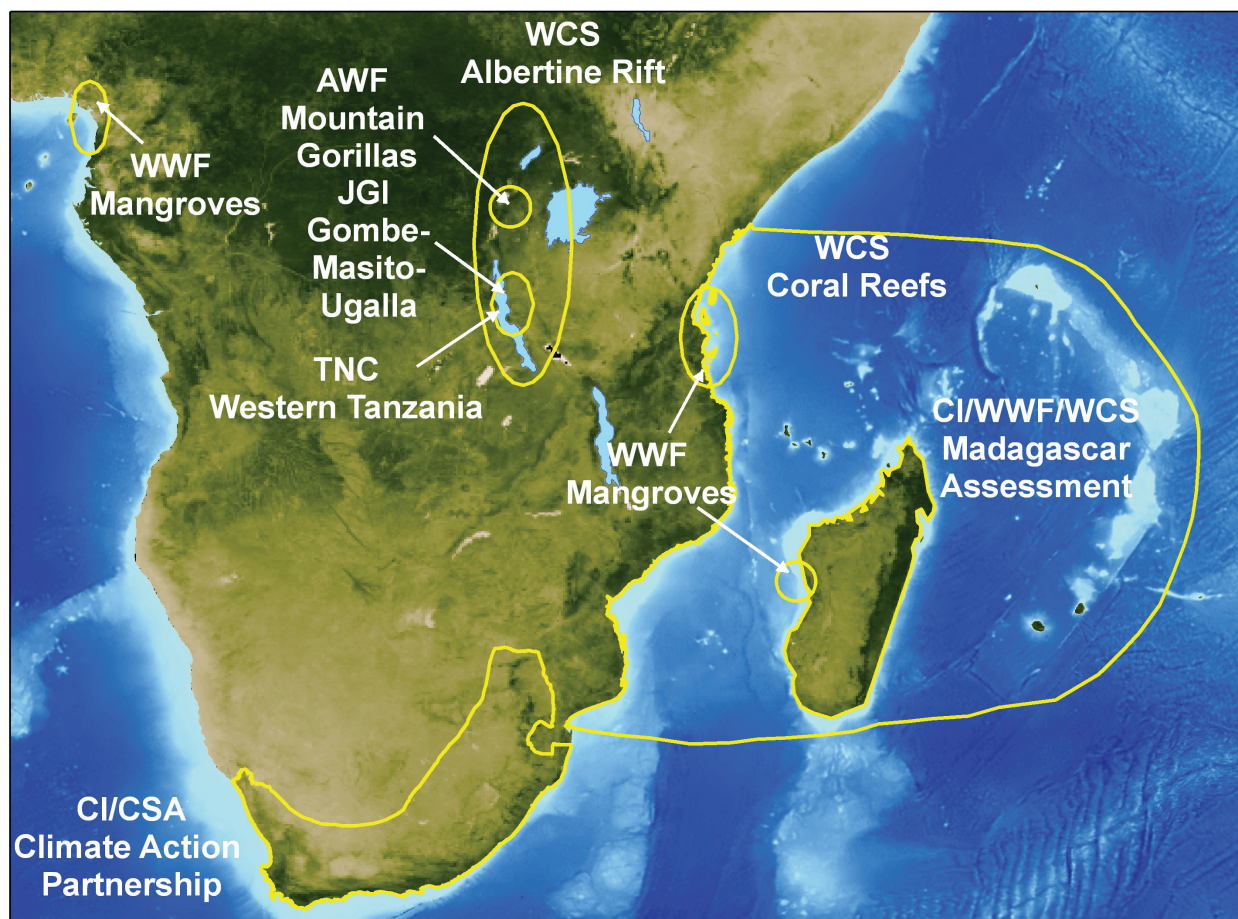 WCS
Albertine Rift
AWF
Mountain
Gorillas
JGI
Gombe-
Masito-
Ugalla
WWF
Mangroves
TNC
Western Tanzania
WCS
Coral Reefs
CI/WWF/WCS
Madagascar
Assessment
WWF
Mangroves
CI/CSA
Climate Action
Partnership